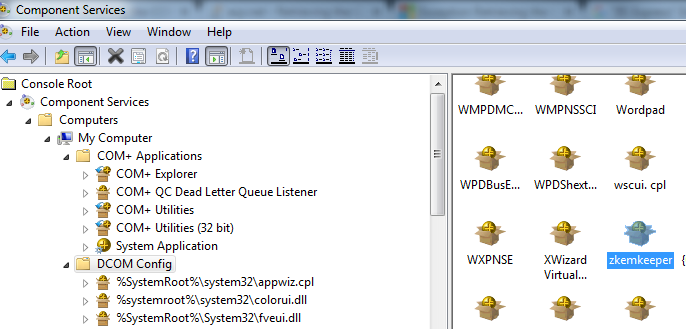 Component Services
File Action View Window Help
Console Root
Component Services
Computers
My Computer
COM+ Applications
COM+ Explorer
COM+ QC Dead Letter Queue Listener
COM+ Utilities
COM+ Utilities (32 bit)
System Application
DCOM Config
%SystemRoot%\system32\appwiz.cpl
%systemroot%\system32\colorui.dll
%SystemRoot%\System32\fveui.dll
WMPDMC... WMPNSSCI Wordpad
WPDBusE... WPDShext... wscui. cpl
WXPNSE XWizard Virtual... zkemkeeper {